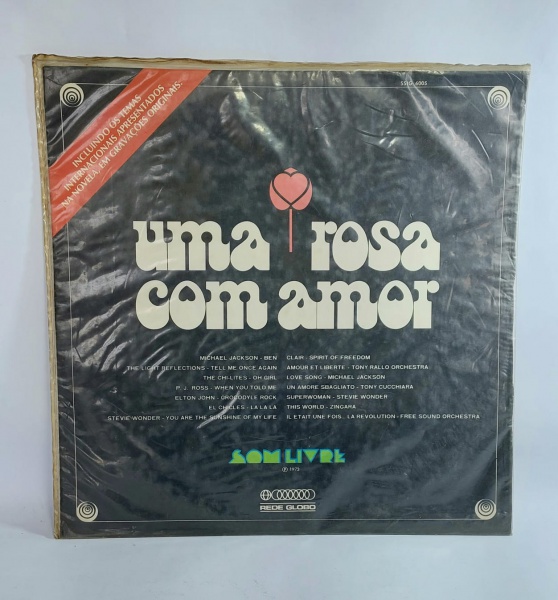 SSIG 6005
INCLUINDO OS TEMAS
INTERNACIONAIS APRESENTADOS
NA NOVELA, EM GRAVAÇÕES ORIGINAIS
uma rosa
com amor
MICHAEL JACKSON - BEN
THE LIGHT REFLECTIONS - TELL ME ONCE AGAIN
THE CHI-LITES - OH GIRL
P. J. ROSS - WHEN YOU TOLD ME
ELTON JOHN - CROCODYLE ROCK
EL CHICLES - LA LA LA
STEVIE WONDER - YOU ARE THE SUNSHINE OF MY LIFE
CLAIR - SPIRIT OF FREEDOM
AMOUR ET LIBERTE - TONY RALLO ORCHESTRA
LOVE SONG - MICHAEL JACKSON
UN AMORE SBAGLIATO - TONY CUCCHIARA
SUPERWOMAN - STEVIE WONDER
THIS WORLD - ZINGARA
IL ETAIT UNE FOIS... LA REVOLUTION - FREE SOUND ORCHESTRA
SOM LIVRE
℗ 1973
REDE GLOBO